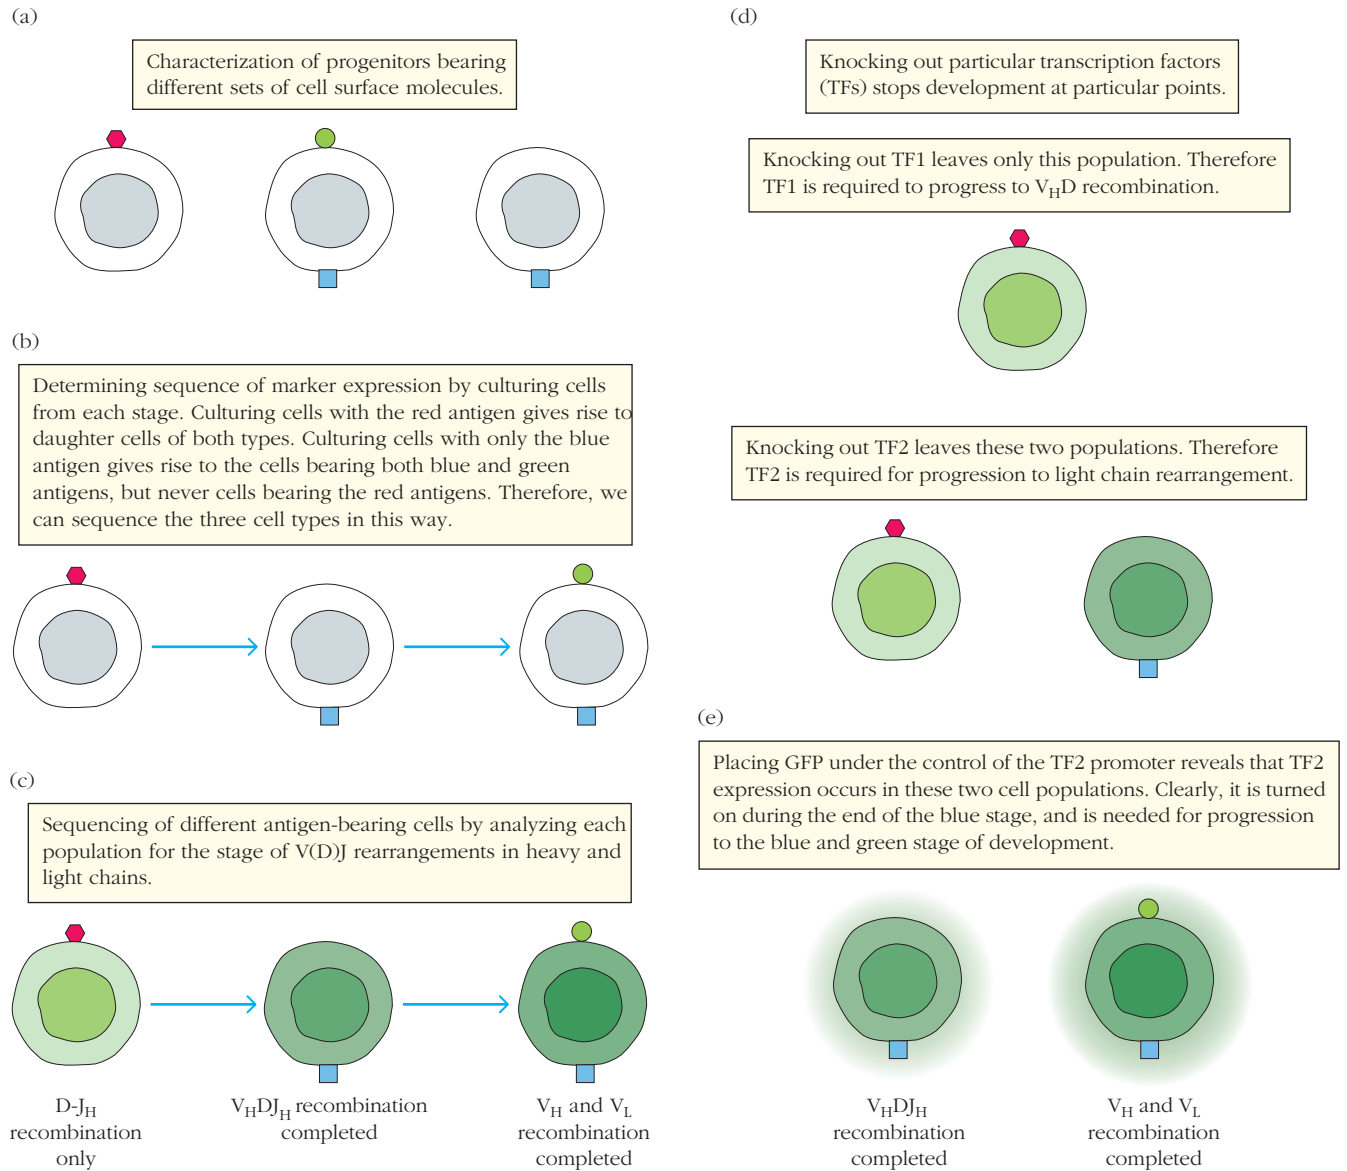 (a)
Characterization of progenitors bearing
different sets of cell surface molecules.
(b)
Determining sequence of marker expression by culturing cells
from each stage. Culturing cells with the red antigen gives rise to
daughter cells of both types. Culturing cells with only the blue
antigen gives rise to the cells bearing both blue and green
antigens, but never cells bearing the red antigens. Therefore, we
can sequence the three cell types in this way.
(c)
Sequencing of different antigen-bearing cells by analyzing each
population for the stage of V(D)J rearrangements in heavy and
light chains.
D-J_H
recombination
only
V_HDJ_H recombination
completed
V_H and V_L
recombination
completed
(d)
Knocking out particular transcription factors
(TFs) stops development at particular points.
Knocking out TF1 leaves only this population. Therefore
TF1 is required to progress to V_HD recombination.
Knocking out TF2 leaves these two populations. Therefore
TF2 is required for progression to light chain rearrangement.
(e)
Placing GFP under the control of the TF2 promoter reveals that TF2
expression occurs in these two cell populations. Clearly, it is turned
on during the end of the blue stage, and is needed for progression
to the blue and green stage of development.
V_HDJ_H
recombination
completed
V_H and V_L
recombination
completed